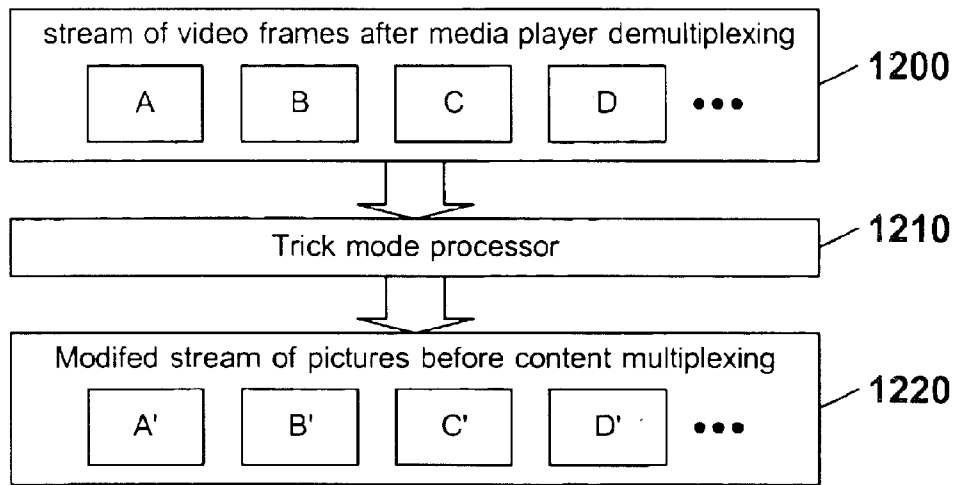 stream of video frames after media player demultiplexing
A B C D •••
1200
Trick mode processor
1210
Modifed stream of pictures before content multiplexing
A' B' C' D' •••
1220